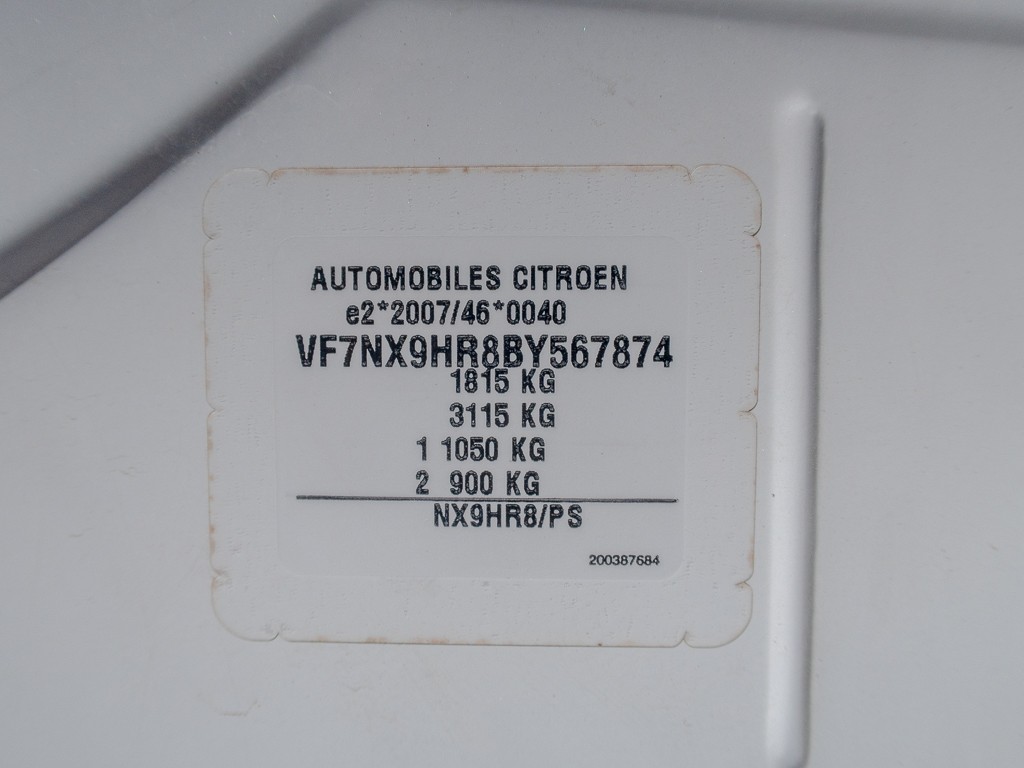 AUTOMOBILES CITROEN
e2*2007/46*0040
VF7NX9HR8BY567874
1815 KG
3115 KG
1 1050 KG
2 900 KG
NX9HR8/PS
200387684